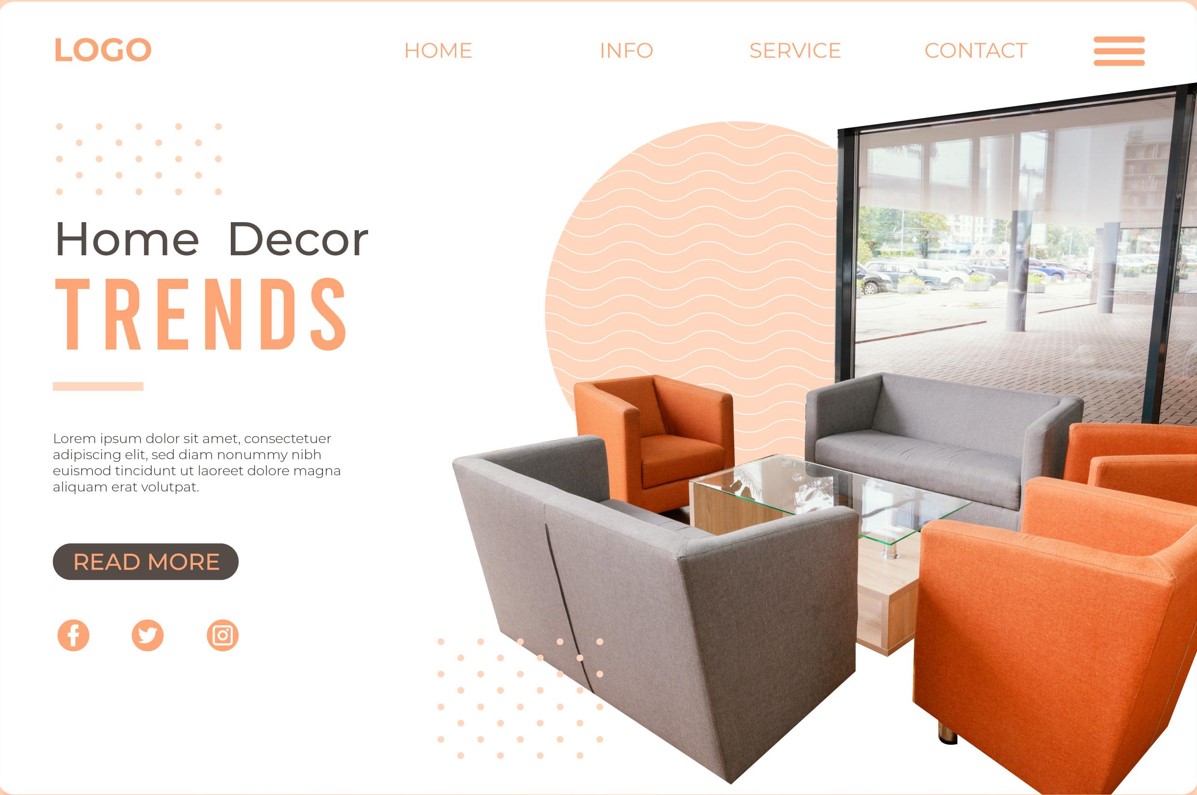 LOGO
HOME
INFO
SERVICE
CONTACT
Home Decor
TRENDS
Lorem ipsum dolor sit amet, consectetuer
adipiscing elit, sed diam nonummy nibh
euismod tincidunt ut laoreet dolore magna
aliquam erat volutpat.
READ MORE